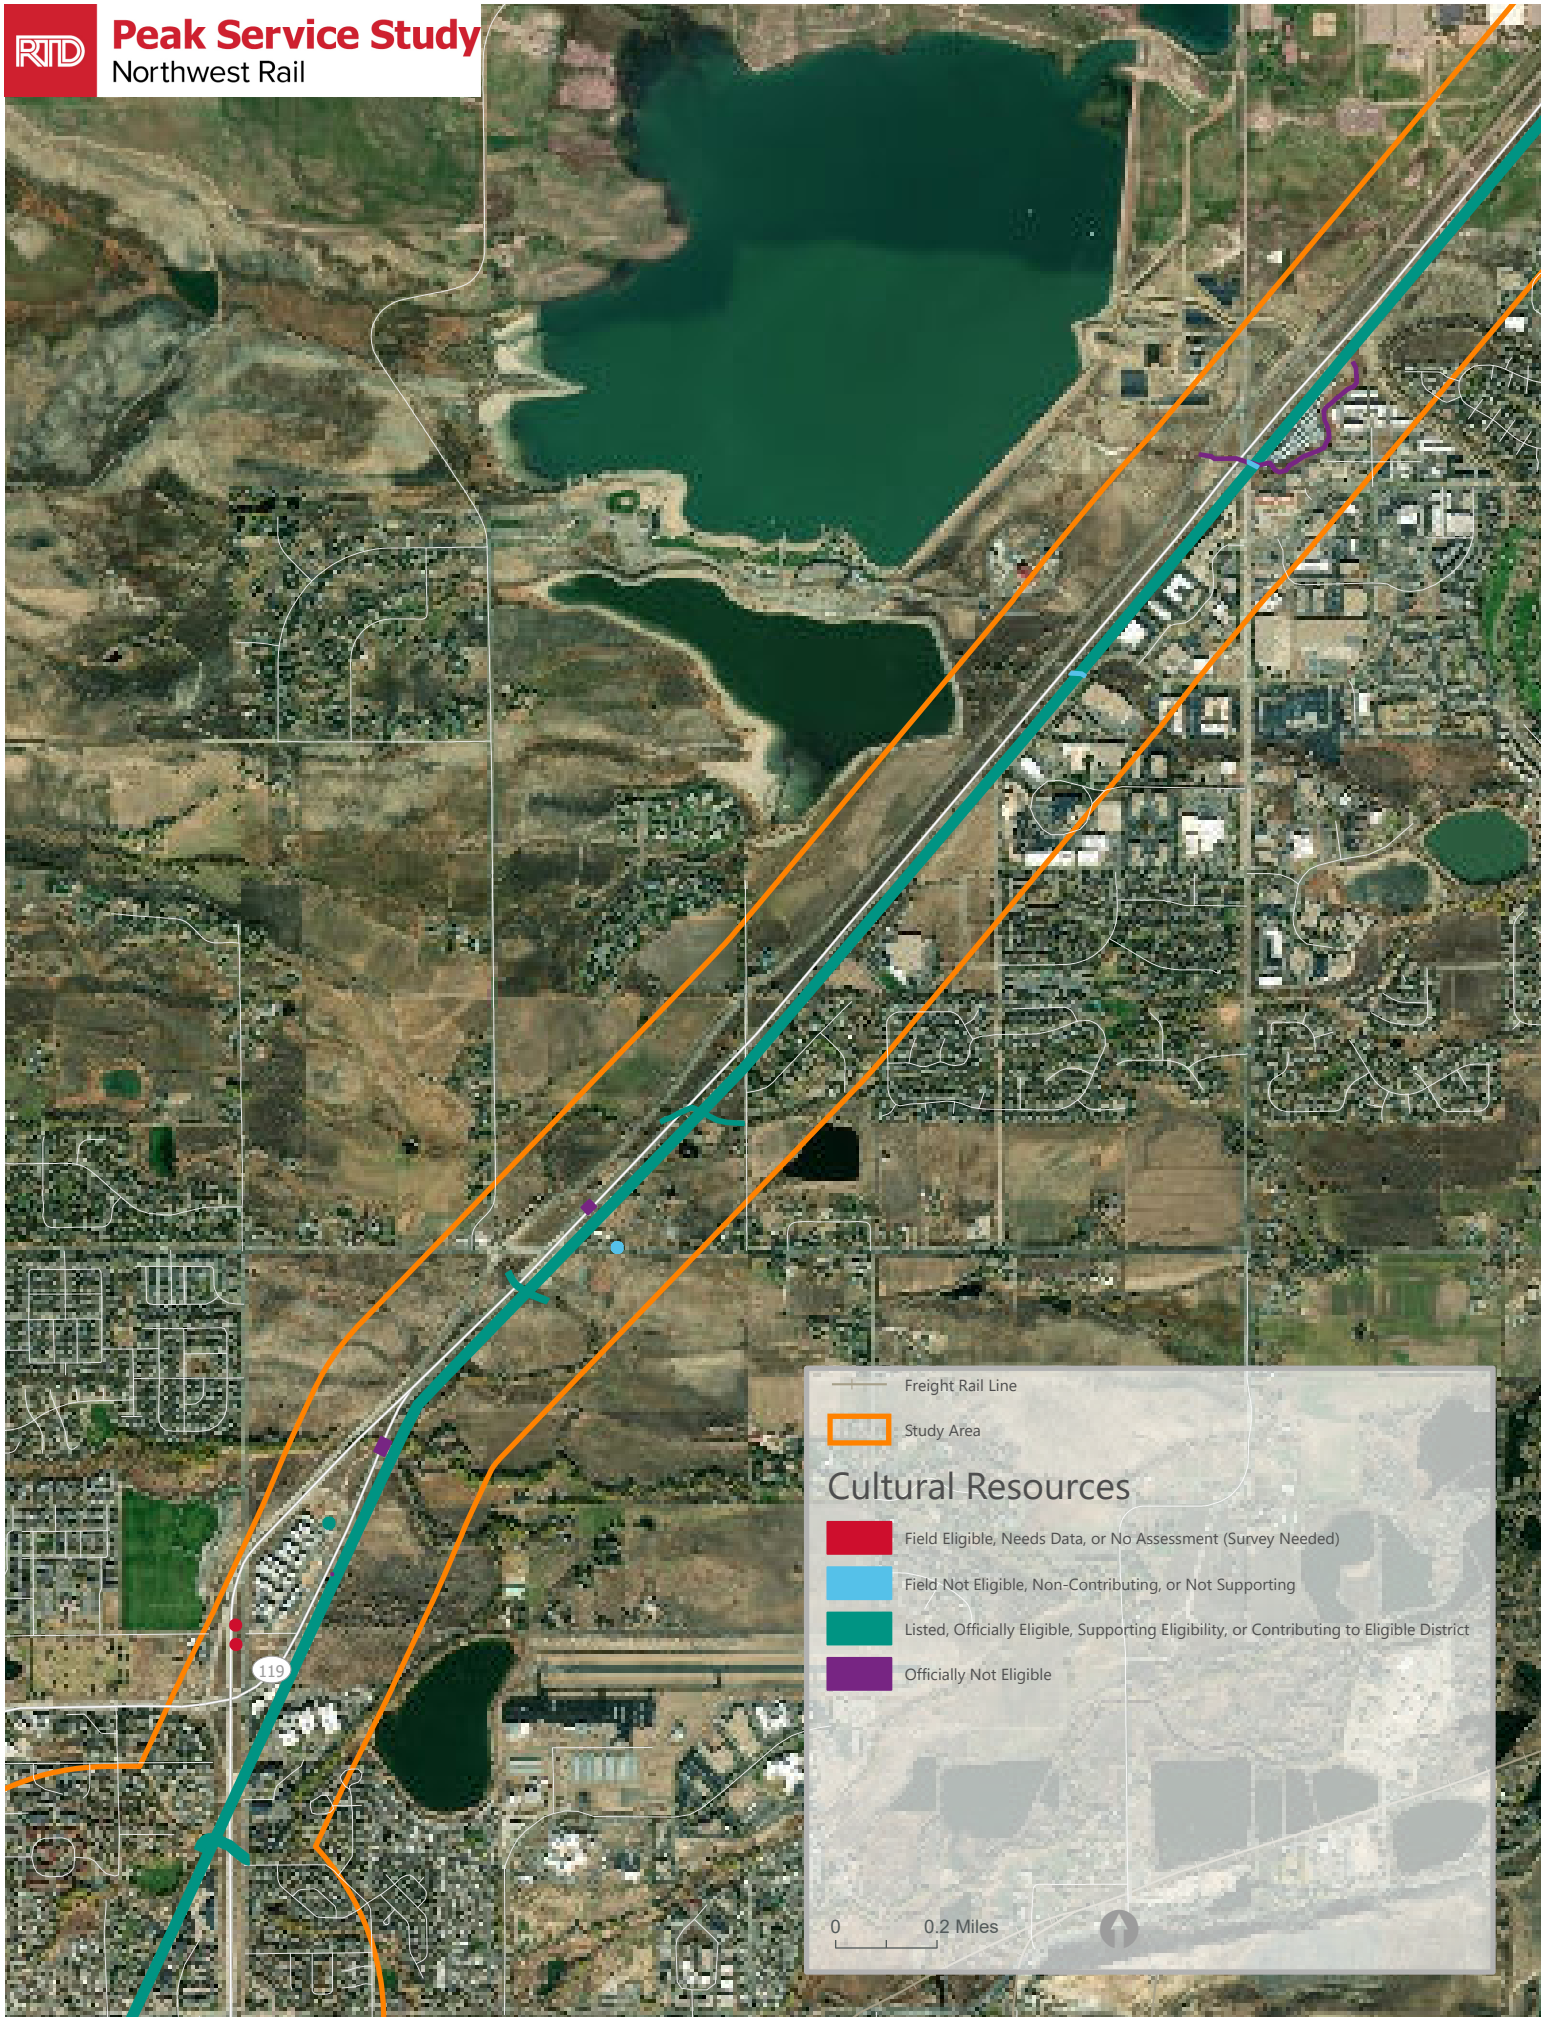 RTD
Peak Service Study
Northwest Rail
119
Freight Rail Line
Study Area
Cultural Resources
Field Eligible, Needs Data, or No Assessment (Survey Needed)
Field Not Eligible, Non-Contributing, or Not Supporting
Listed, Officially Eligible, Supporting Eligibility, or Contributing to Eligible District
Officially Not Eligible
0 0.2 Miles